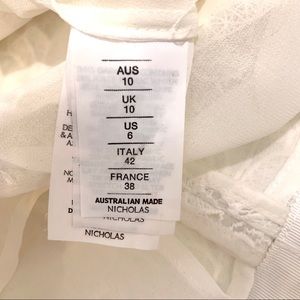 AUS
10
UK
10
US
6
ITALY
42
FRANCE
38
AUSTRALIAN MADE
NICHOLAS
NICHOLAS